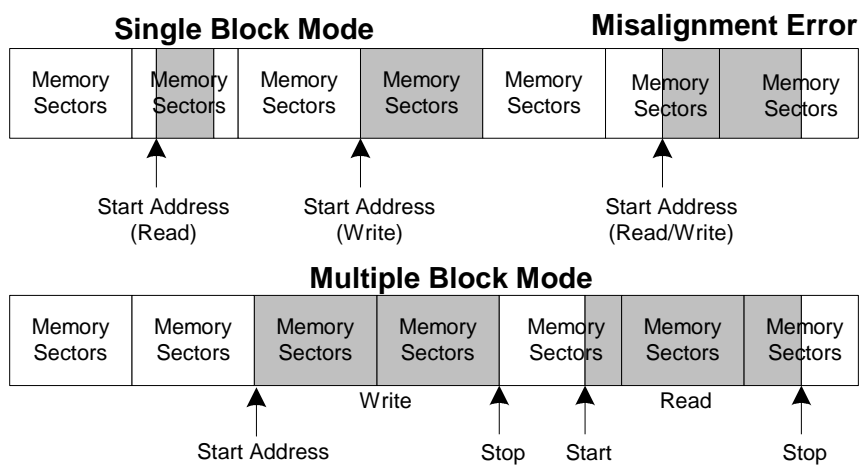 Single Block Mode
Misalignment Error
Memory Memory Memory Memory Memory Memory Memory
Sectors Sectors Sectors Sectors Sectors Sectors Sectors
Start Address Start Address Start Address
(Read) (Write) (Read/Write)
Multiple Block Mode
Memory Memory Memory Memory Memory Memory Memory
Sectors Sectors Sectors Sectors Sectors Sectors Sectors
Write Read
Start Address Stop Start Stop